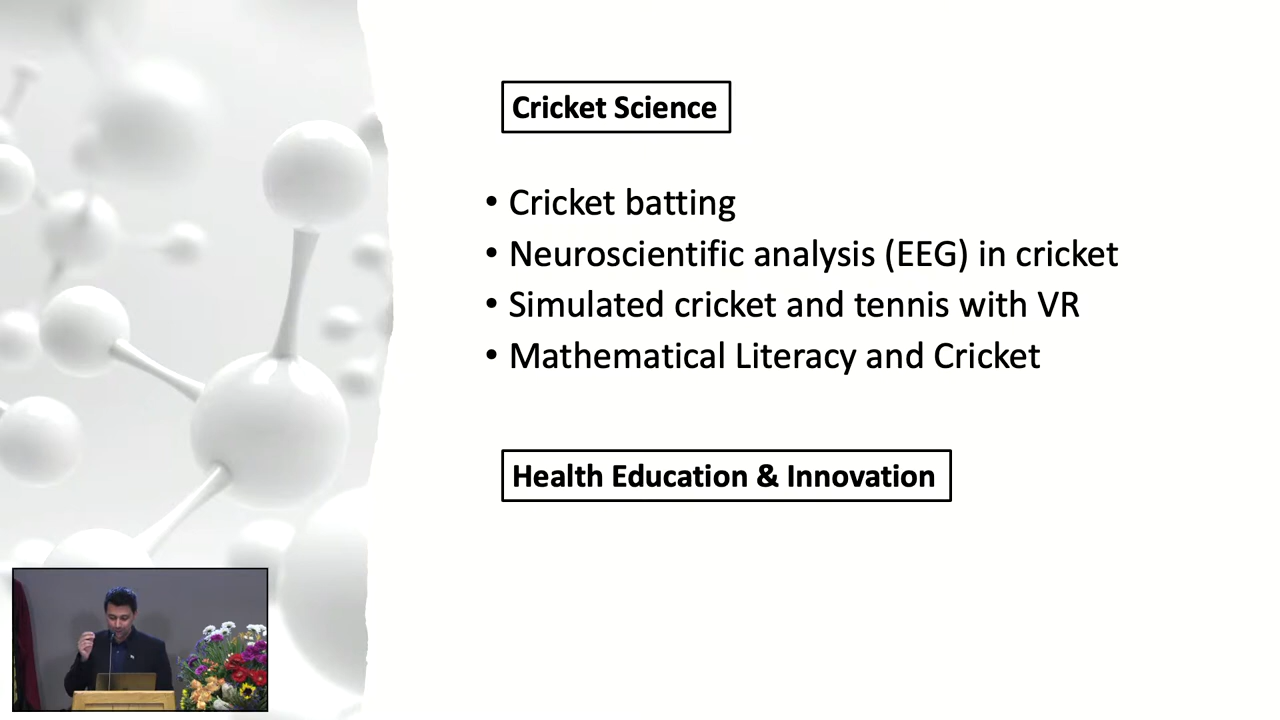 Cricket Science
• Cricket batting
• Neuroscientific analysis (EEG) in cricket
• Simulated cricket and tennis with VR
• Mathematical Literacy and Cricket
Health Education & Innovation